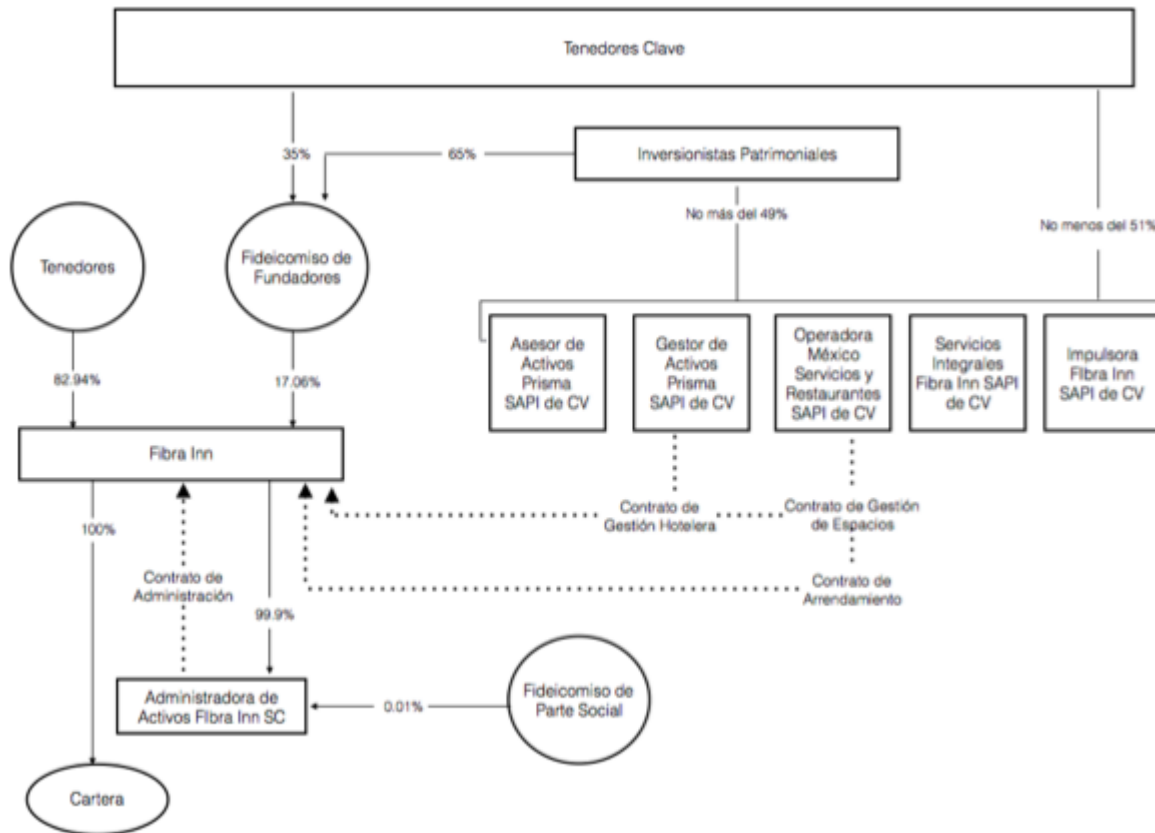 Tenedores Clave
35%
65%
Inversionistas Patrimoniales
No más del 49%
No menos del 51%
Tenedores
Fideicomiso de
Fundadores
Asesor de
Activos
Prisma
SAPI de CV
Gestor de
Activos
Prisma
SAPI de CV
Operadora
México
Servicios y
Restaurantes
SAPI de CV
Servicios
Integrales
Fibra Inn SAPI
de CV
Impulsora
FIbra Inn
SAPI de CV
82.94%
17.06%
Fibra Inn
Contrato de
Gestión Hotelera
Contrato de Gestión
de Espacios
100%
Contrato de
Administración
99.9%
Contrato de
Arrendamiento
Administradora de
Activos FIbra Inn SC
0.01%
Fideicomiso de
Parte Social
Cartera